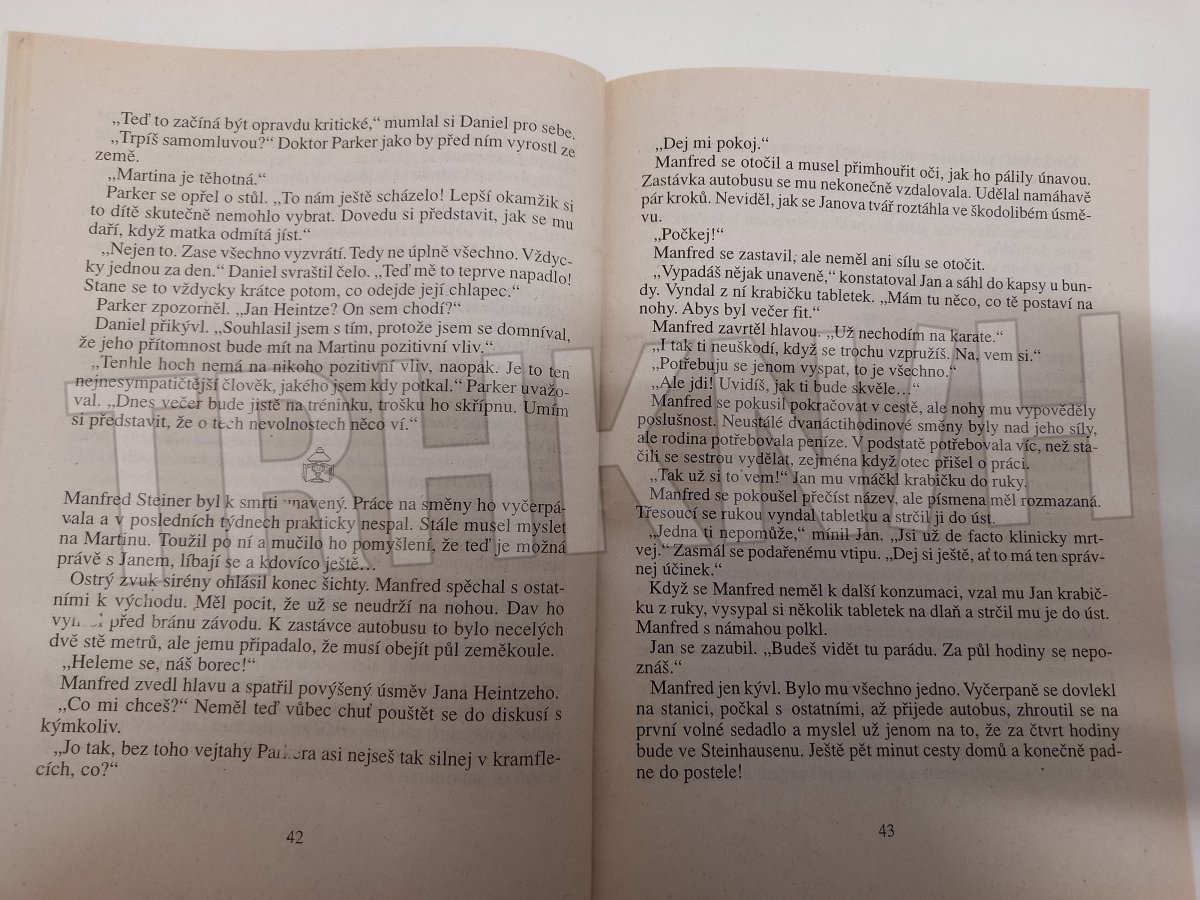 „Teď to začíná být opravdu kritické,“ mumlal si Daniel pro sebe.
„Trpíš samomluvou?“ Doktor Parker jako by před ním vyrostl ze
země.
„Martina je těhotná.“
Parker se opřel o stůl. „To nám ještě scházelo! Lepší okamžik si
to dítě skutečně nemohlo vybrat. Dovedu si představit, jak se mu
daří, když matka odmítá jíst.“
„Nejen to. Zase všechno vyzvrátí. Tedy ne úplně všechno. Vždyc-
ky jednou za den.“ Daniel svraštil čelo. „Teď mě to teprve napadlo!
Stane se to vždycky krátce potom, co odejde její chlapec.“
Parker zpozorněl. „Jan Heintze? On sem chodí?“
Daniel přikývl. „Souhlasil jsem s tím, protože jsem se domníval,
že jeho přítomnost bude mít na Martinu pozitivní vliv.“
„Tenhle hoch nemá na nikoho pozitivní vliv, naopak. Je to ten
nejnesympatičtější člověk, jakého jsem kdy potkal.“ Parker uvažo-
val. „Dnes večer bude jistě na tréninku, trošku ho skřípnu. Umím
si představit, že o těch nevolnostech něco ví.“
Manfred Steiner byl k smrti unavený. Práce na směny ho vyčerpá-
vala a v posledních týdnech prakticky nespal. Stále musel myslet
na Martinu. Toužil po ní a mučilo ho pomyšlení, že teď je možná
právě s Janem, líbají se a kdovíco ještě…
Ostrý zvuk sirény ohlásil konec šichty. Manfred spěchal s ostat-
ními k východu. Měl pocit, že už se neudrží na nohou. Dav ho
před bránu závodu. K zastávce autobusu to bylo necelých
dvě stě metrů, ale jemu připadalo, že musí obejít půl zeměkoule.
„Heleme se, náš borec!“
Manfred zvedl hlavu a spatřil povýšený úsměv Jana Heintzeho.
„Co mi chceš?“ Neměl teď vůbec chuť pouštět se do diskusí s
kýmkoliv.
„Jo tak, bez toho vejtahy Parkera asi nejseš tak silnej v kramfle-
cích, co?“
42
„Dej mi pokoj.“
Manfred se otočil a musel přimhouřit oči, jak ho pálily únavou.
Zastávka autobusu se mu nekonečně vzdalovala. Udělal namáhavě
pár kroků. Neviděl, jak se Janova tvář roztáhla ve škodolibém úsmě-
vu.
„Počkej!“
Manfred se zastavil, ale neměl ani sílu se otočit.
„Vypadáš nějak unaveně,“ konstatoval Jan a sáhl do kapsy u bun-
dy. Vyndal z ní krabičku tabletek. „Mám tu něco, co tě postaví na
nohy. Abys byl večer fit.“
Manfred zavrtěl hlavou. „Už nechodím na karate.“
„I tak ti neuškodí, když se trochu vzpružíš. Na, vem si.“
„Potřebuju se jenom vyspat, to je všechno.“
„Ale jdi! Uvidíš, jak ti bude skvěle…“
Manfred se pokusil pokračovat v cestě, ale nohy mu vypověděly
poslušnost. Neustálé dvanáctihodinové směny byly nad jeho síly,
ale rodina potřebovala peníze. V podstatě potřebovala víc, než sta-
čili se sestrou vydělat, zejména když otec přišel o práci.
„Tak už si to vem!“ Jan mu vmáčkl krabičku do ruky.
Manfred se pokoušel přečíst název, ale písmena měl rozmazaná.
Třesoucí se rukou vyndal tabletku a strčil ji do úst.
„Jedna ti nepomůže,“ mínil Jan. „Jsi už de facto klinicky mrt-
vej.“ Zasmál se podařenému vtipu. „Dej si ještě, ať to má ten správ-
nej účinek.“
Když se Manfred neměl k další konzumaci, vzal mu Jan krabič-
ku z ruky, vysypal si několik tabletek na dlaň a strčil mu je do úst.
Manfred s námahou polkl.
Jan se zazubil. „Budeš vidět tu parádu. Za půl hodiny se nepo-
znáš.“
Manfred jen kývl. Bylo mu všechno jedno. Vyčerpaně se dovlekl
na stanici, počkal s ostatními, až přijede autobus, zhroutil se na
první volné sedadlo a myslel už jenom na to, že za čtvrt hodiny
bude ve Steinhausenu. Ještě pět minut cesty domů a konečně pad-
ne do postele!
43
TRHKNIH